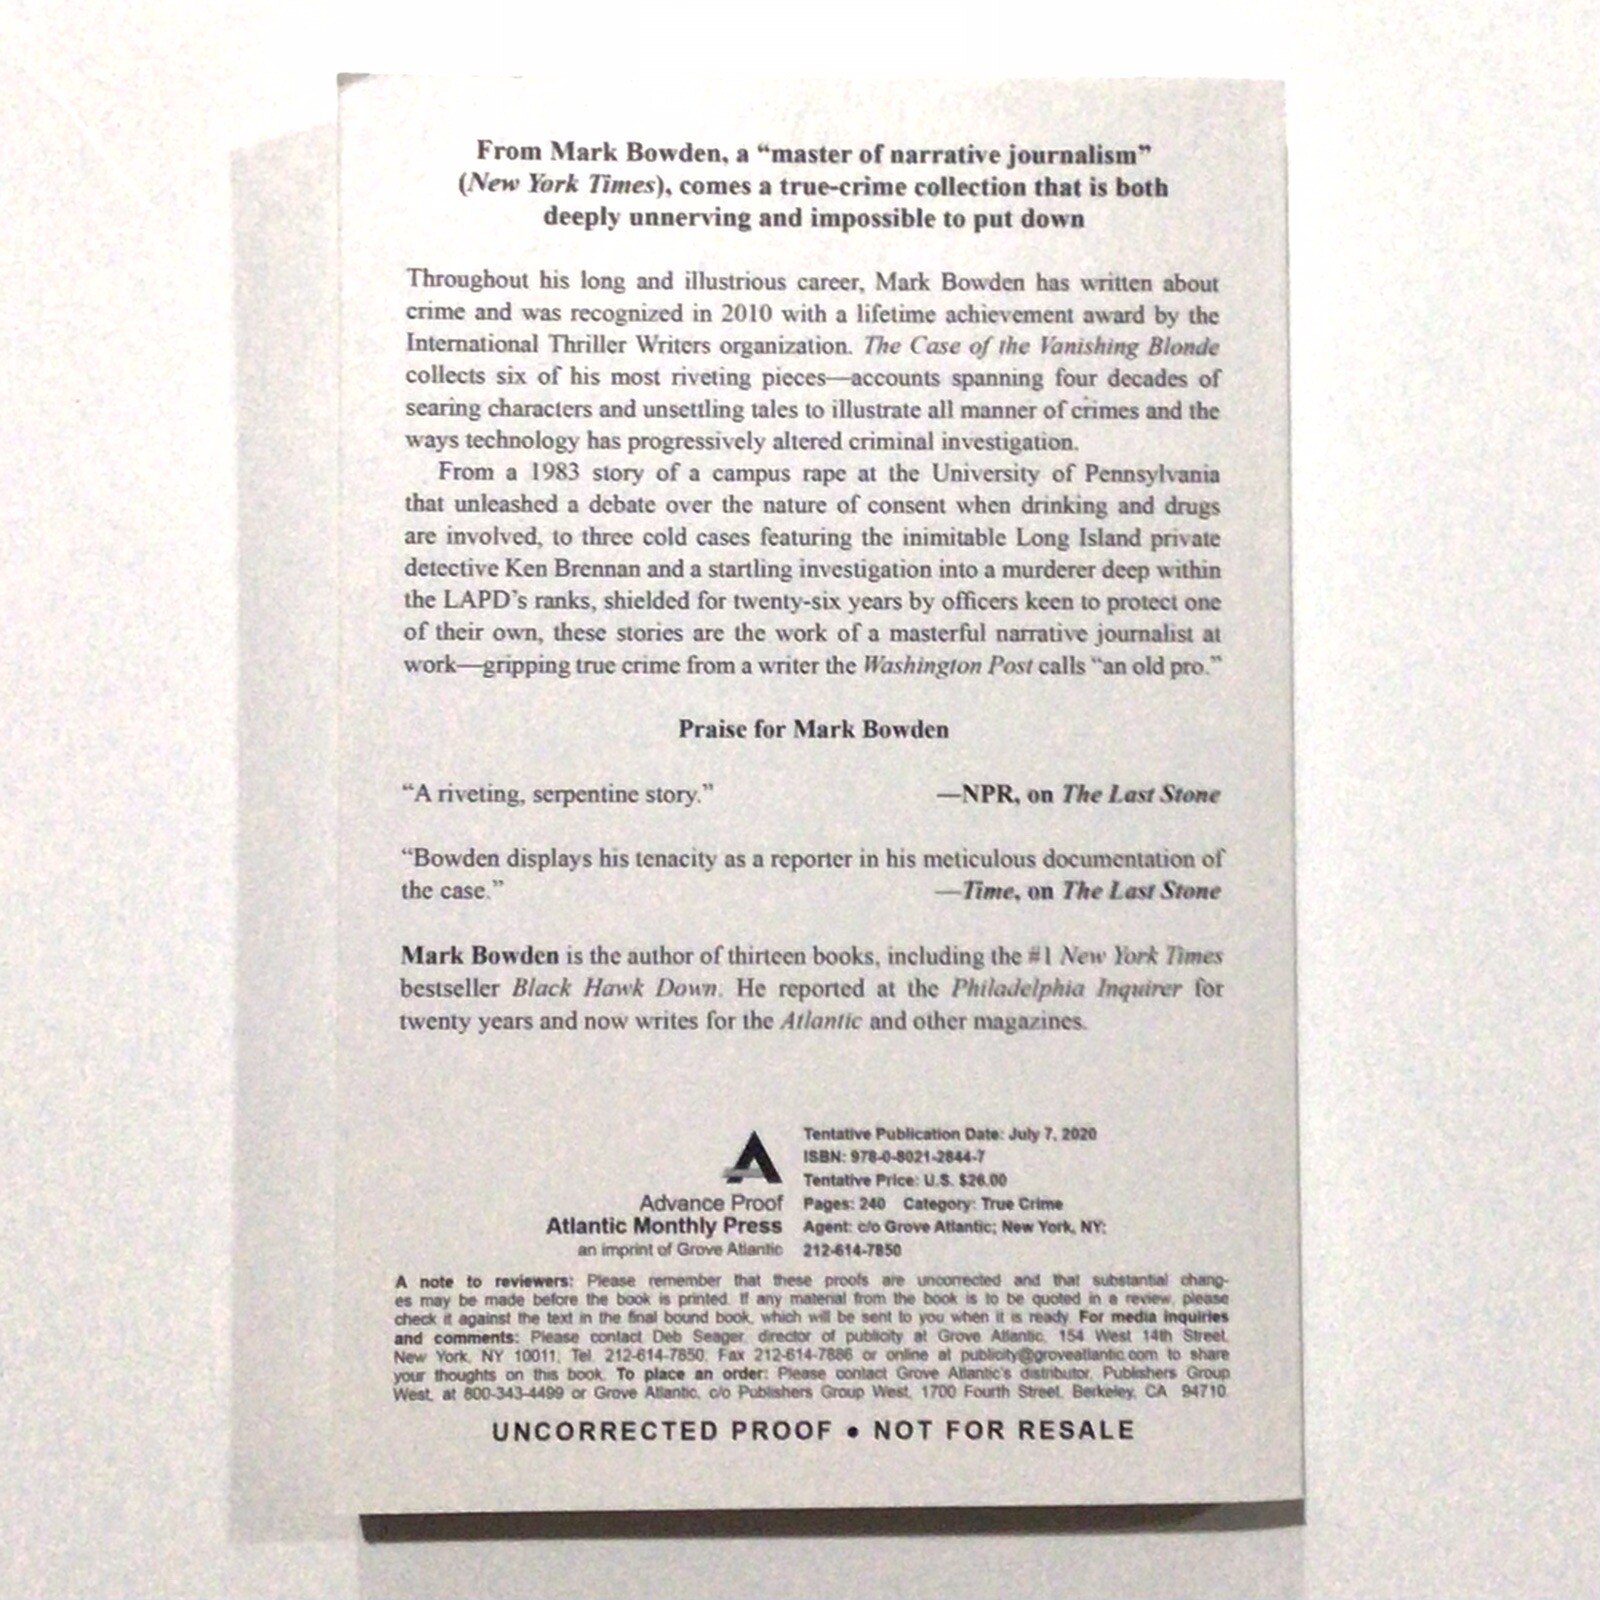 From Mark Bowden, a “master of narrative journalism”
(New York Times), comes a true-crime collection that is both
deeply unnerving and impossible to put down
Throughout his long and illustrious career, Mark Bowden has written about
crime and was recognized in 2010 with a lifetime achievement award by the
International Thriller Writers organization. The Case of the Vanishing Blonde
collects six of his most riveting pieces—accounts spanning four decades of
searing characters and unsettling tales to illustrate all manner of crimes and the
ways technology has progressively altered criminal investigation.
From a 1983 story of a campus rape at the University of Pennsylvania
that unleashed a debate over the nature of consent when drinking and drugs
are involved, to three cold cases featuring the inimitable Long Island private
detective Ken Brennan and a startling investigation into a murderer deep within
the LAPD’s ranks, shielded for twenty-six years by officers keen to protect one
of their own, these stories are the work of a masterful narrative journalist at
work—gripping true crime from a writer the Washington Post calls “an old pro.”
Praise for Mark Bowden
“A riveting, serpentine story.” —NPR, on The Last Stone
“Bowden displays his tenacity as a reporter in his meticulous documentation of
the case.” —Time, on The Last Stone
Mark Bowden is the author of thirteen books, including the #1 New York Times
bestseller Black Hawk Down. He reported at the Philadelphia Inquirer for
twenty years and now writes for the Atlantic and other magazines.
Advance Proof
Atlantic Monthly Press
an imprint of Grove Atlantic
Tentative Publication Date: July 7, 2020
ISBN: 978-0-8021-2844-7
Tentative Price: U.S. $26.00
Pages: 240 Category: True Crime
Agent: c/o Grove Atlantic; New York, NY;
212-614-7850
A note to reviewers: Please remember that these proofs are uncorrected and that substantial chang-
es may be made before the book is printed. If any material from the book is to be quoted in a review, please
check it against the text in the final bound book, which will be sent to you when it is ready. For media inquiries
and comments: Please contact Deb Seager, director of publicity at Grove Atlantic, 154 West 14th Street,
New York, NY 10011, Tel. 212-614-7850, Fax 212-614-7886 or online at publicity@groveatlantic.com to share
your thoughts on this book. To place an order: Please contact Grove Atlantic’s distributor, Publishers Group
West, at 800-343-4499 or Grove Atlantic, c/o Publishers Group West, 1700 Fourth Street, Berkeley, CA 94710.
UNCORRECTED PROOF • NOT FOR RESALE